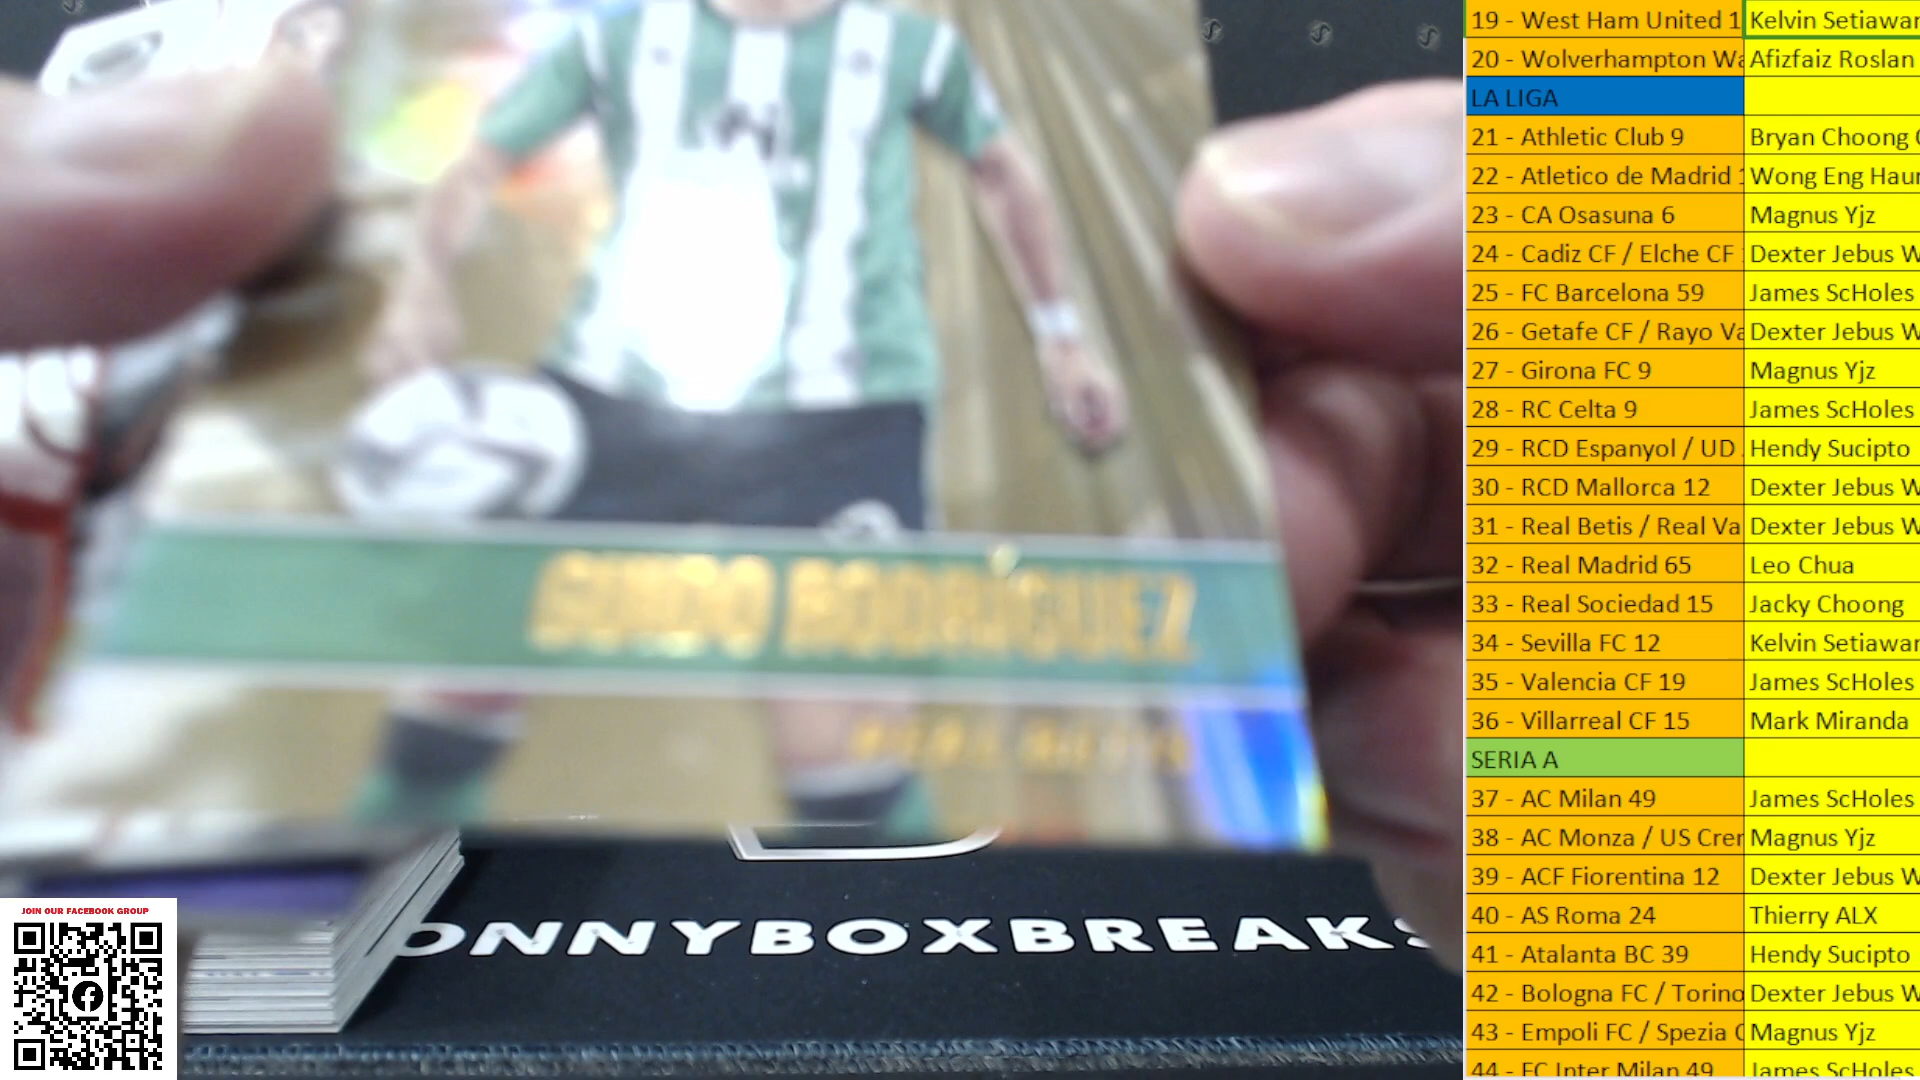 GUIDO RODRÍGUEZ
REAL BETIS
ONNYBOXBREAKS
JOIN OUR FACEBOOK GROUP
19 - West Ham United 1 Kelvin Setiawan
20 - Wolverhampton Wa Afizfaiz Roslan
LA LIGA
21 - Athletic Club 9 Bryan Choong
22 - Atletico de Madrid 1 Wong Eng Haur
23 - CA Osasuna 6 Magnus Yjz
24 - Cadiz CF / Elche CF Dexter Jebus W
25 - FC Barcelona 59 James ScHoles
26 - Getafe CF / Rayo Va Dexter Jebus W
27 - Girona FC 9 Magnus Yjz
28 - RC Celta 9 James ScHoles
29 - RCD Espanyol / UD Hendy Sucipto
30 - RCD Mallorca 12 Dexter Jebus W
31 - Real Betis / Real Va Dexter Jebus W
32 - Real Madrid 65 Leo Chua
33 - Real Sociedad 15 Jacky Choong
34 - Sevilla FC 12 Kelvin Setiawan
35 - Valencia CF 19 James ScHoles
36 - Villarreal CF 15 Mark Miranda
SERIA A
37 - AC Milan 49 James ScHoles
38 - AC Monza / US Crer Magnus Yjz
39 - ACF Fiorentina 12 Dexter Jebus W
40 - AS Roma 24 Thierry ALX
41 - Atalanta BC 39 Hendy Sucipto
42 - Bologna FC / Torino Dexter Jebus W
43 - Empoli FC / Spezia C Magnus Yjz
44 - FC Inter Milan 49 James ScHoles